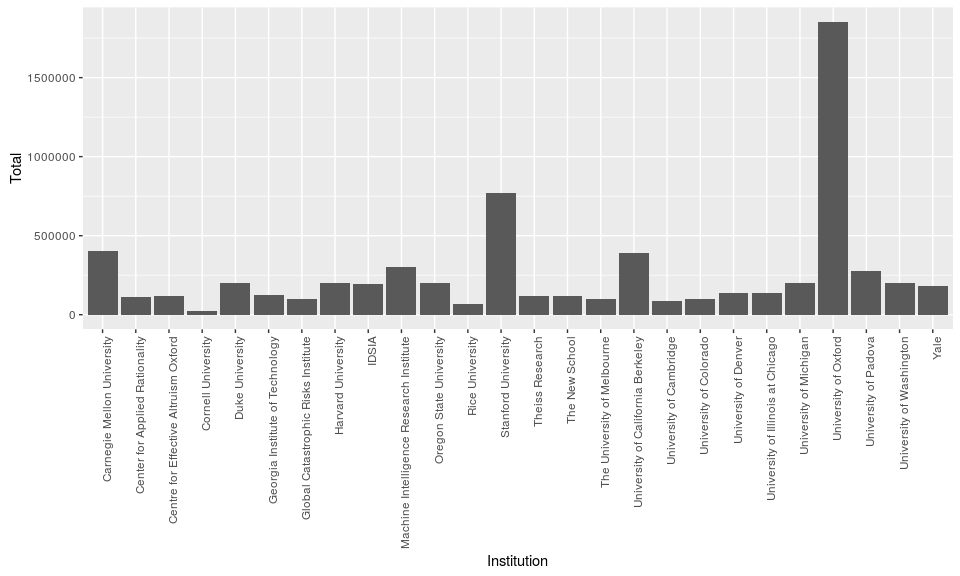 Total
1500000
1000000
500000
0
Carnegie Mellon University
Center for Applied Rationality
Centre for Effective Altruism Oxford
Cornell University
Duke University
Georgia Institute of Technology
Global Catastrophic Risks Institute
Harvard University
IDSIA
Machine Intelligence Research Institute
Oregon State University
Rice University
Stanford University
Theiss Research
The New School
The University of Melbourne
University of California Berkeley
University of Cambridge
University of Colorado
University of Denver
University of Illinois at Chicago
University of Michigan
University of Oxford
University of Padova
University of Washington
Yale
Institution